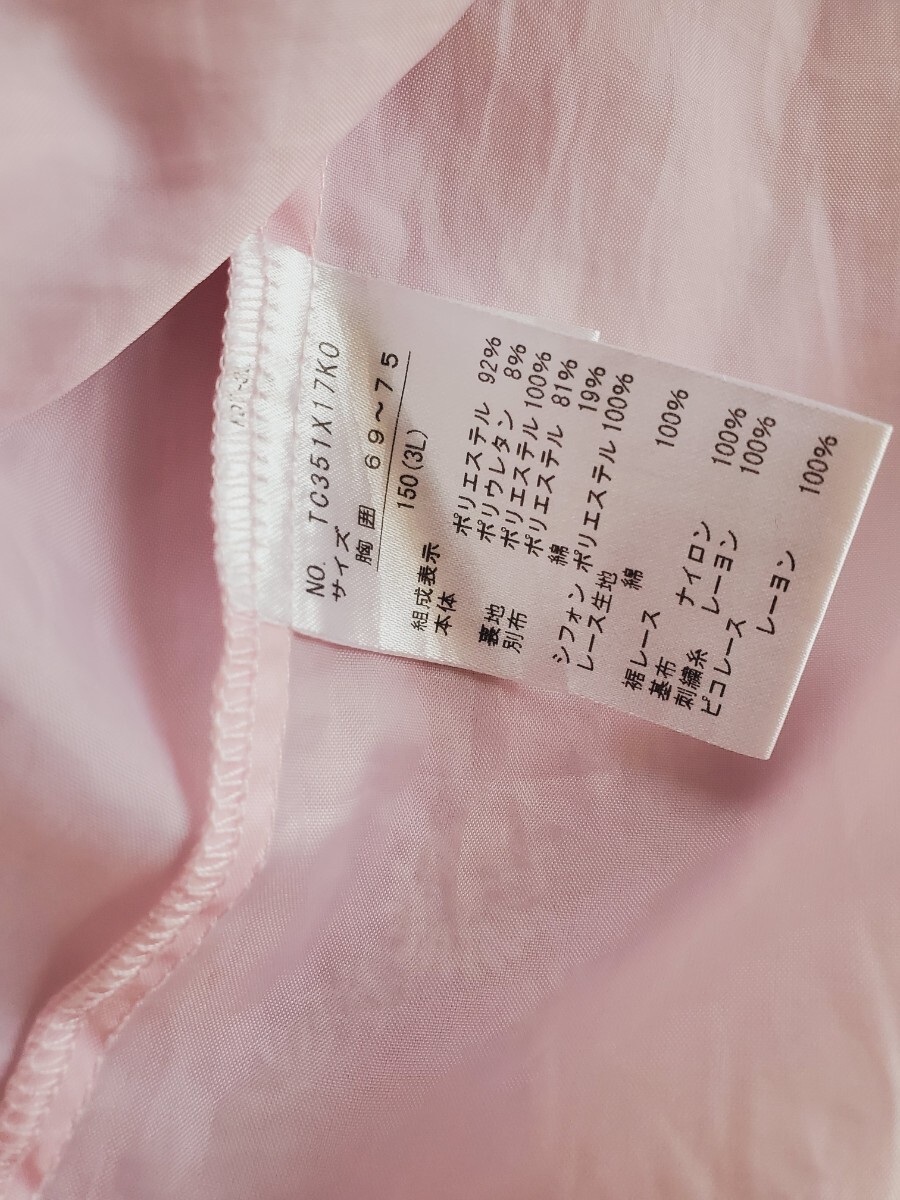 NO. TC351X17K0
サイズ
胸囲 69~75
150(3L)
組成表示
本体 ポリエステル 92%
ポリウレタン 8%
裏地 ポリエステル 100%
別布 ポリエステル 81%
綿 19%
シフォン ポリエステル 100%
レース生地
綿 100%
裾レース
基布 ナイロン 100%
刺繍糸 レーヨン 100%
ピコレース
レーヨン 100%